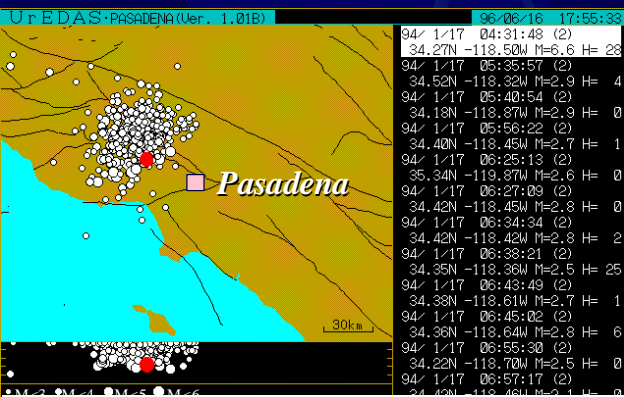 UrEDAS·PASADENA(Ver. 1.01B)
96/06/16 17:55:33
Pasadena
30km
M<3 M<4 M<5 M<6
94/ 1/17 04:31:48 (2)
34.27N -118.50W M=6.6 H= 28
94/ 1/17 05:35:57 (2)
34.52N -118.32W M=2.9 H= 4
94/ 1/17 05:40:54 (2)
34.18N -118.87W M=2.9 H= 0
94/ 1/17 05:56:22 (2)
34.40N -118.45W M=2.7 H= 1
94/ 1/17 06:25:13 (2)
35.34N -119.87W M=2.6 H= 0
94/ 1/17 06:27:09 (2)
34.42N -118.45W M=2.8 H= 0
94/ 1/17 06:34:34 (2)
34.42N -118.42W M=2.8 H= 2
94/ 1/17 06:38:21 (2)
34.35N -118.36W M=2.5 H= 25
94/ 1/17 06:43:49 (2)
34.38N -118.61W M=2.7 H= 1
94/ 1/17 06:45:02 (2)
34.36N -118.64W M=2.8 H= 6
94/ 1/17 06:55:30 (2)
34.22N -118.70W M=2.5 H= 0
94/ 1/17 06:57:17 (2)